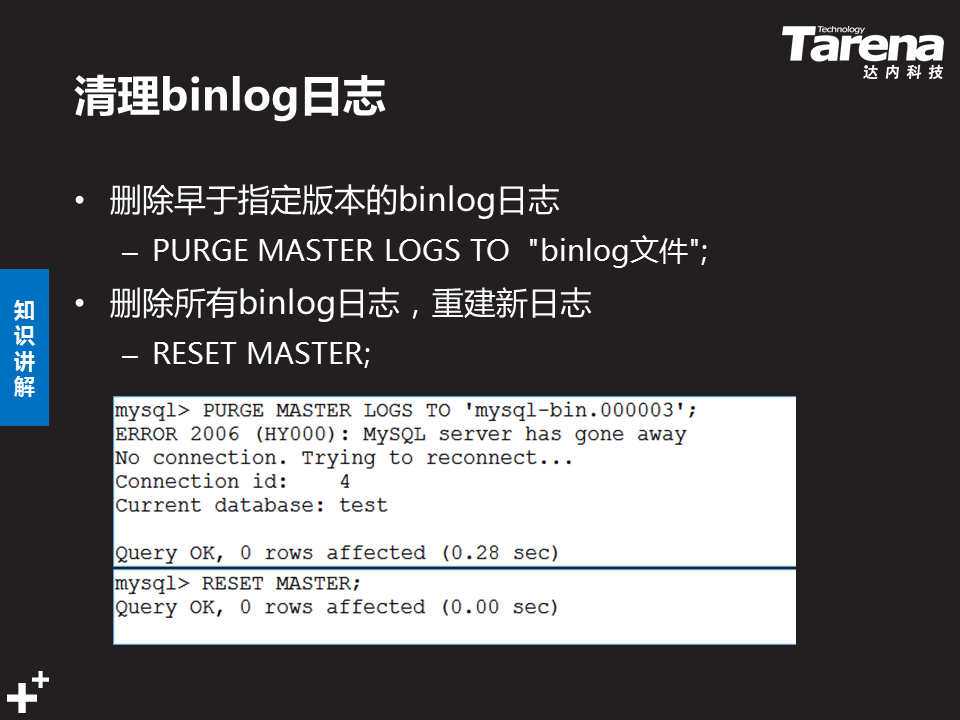 Technology
Tarena
达内科技
清理binlog日志
• 删除早于指定版本的binlog日志
– PURGE MASTER LOGS TO "binlog文件";
• 删除所有binlog日志，重建新日志
– RESET MASTER;
知
识
讲
解
mysql> PURGE MASTER LOGS TO 'mysql-bin.000003';
ERROR 2006 (HY000): MySQL server has gone away
No connection. Trying to reconnect...
Connection id:    4
Current database: test
Query OK, 0 rows affected (0.28 sec)
mysql> RESET MASTER;
Query OK, 0 rows affected (0.00 sec)